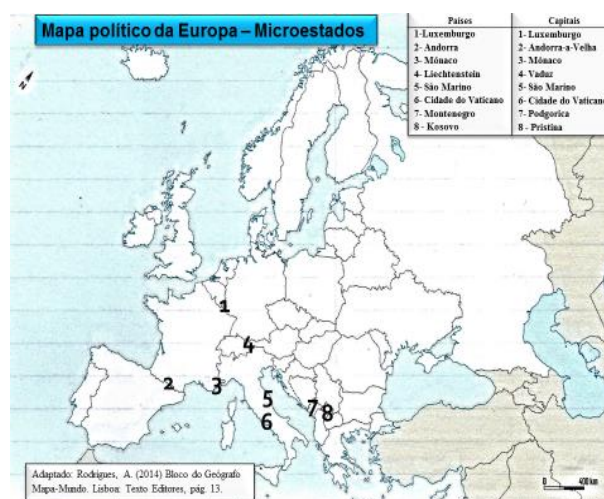 Mapa político da Europa – Microestados
Países
1-Luxemburgo
2- Andorra
3- Mónaco
4- Liechtenstein
5- São Marino
6- Cidade do Vaticano
7- Montenegro
8 - Kosovo
Capitais
1- Luxemburgo
2- Andorra-a-Velha
3- Mónaco
4- Vaduz
5- São Marino
6- Cidade do Vaticano
7- Podgorica
8 - Pristina
N
1
4
2
3
5
6
7
8
Adaptado: Rodrigues, A. (2014) Bloco do Geógrafo
Mapa-Mundo. Lisboa: Texto Editores, pág. 13.
0 400 km